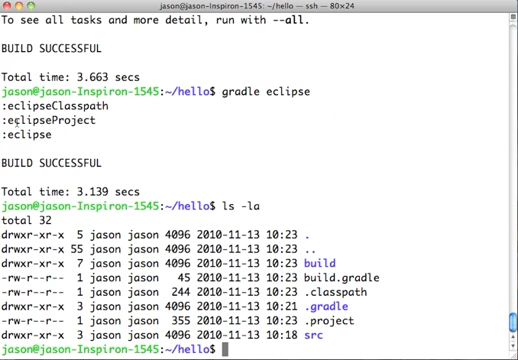 jason@jason-Inspiron-1545: ~/hello — ssh — 80×24
To see all tasks and more detail, run with --all.
BUILD SUCCESSFUL
Total time: 3.663 secs
jason@jason-Inspiron-1545:~/hello$ gradle eclipse
:eclipseClasspath
:eclipseProject
:eclipse
BUILD SUCCESSFUL
Total time: 3.139 secs
jason@jason-Inspiron-1545:~/hello$ ls -la
total 32
drwxr-xr-x 5 jason jason 4096 2010-11-13 10:23 .
drwxr-xr-x 55 jason jason 4096 2010-11-13 10:23 ..
drwxr-xr-x 7 jason jason 4096 2010-11-13 10:23 build
-rw-r--r-- 1 jason jason 45 2010-11-13 10:23 build.gradle
-rw-r--r-- 1 jason jason 244 2010-11-13 10:23 .classpath
drwxr-xr-x 3 jason jason 4096 2010-11-13 10:21 .gradle
-rw-r--r-- 1 jason jason 355 2010-11-13 10:23 .project
drwxr-xr-x 3 jason jason 4096 2010-11-13 10:18 src
jason@jason-Inspiron-1545:~/hello$